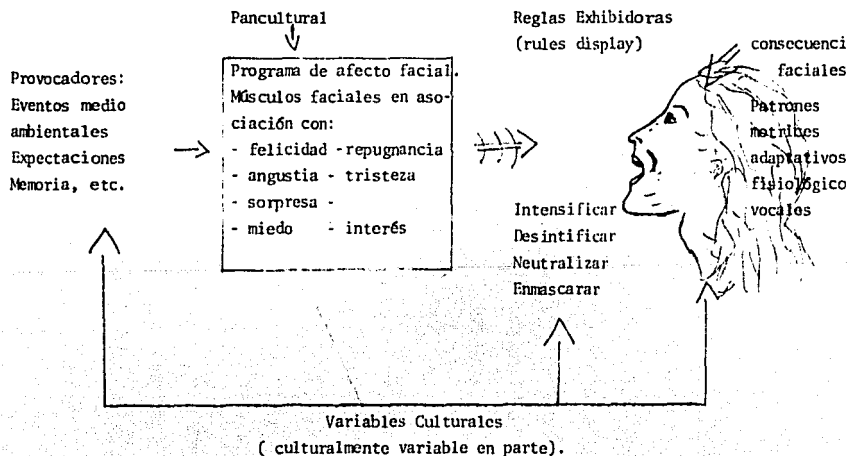 Pancultural
Provocadores:
Eventos medio
ambientales
Expectaciones
Memoria, etc.
Programa de afecto facial.
Músculos faciales en aso-
ciación con:
- felicidad - repugnancia
- angustia - tristeza
- sorpresa -
- miedo - interés
Reglas Exhibidoras
(rules display)
Intensificar
Desintificar
Neutralizar
Enmascarar
consecuenci
faciales
Patrones
motribes
adaptativos
fisiológico
vocales
Variables Culturales
( culturalmente variable en parte).